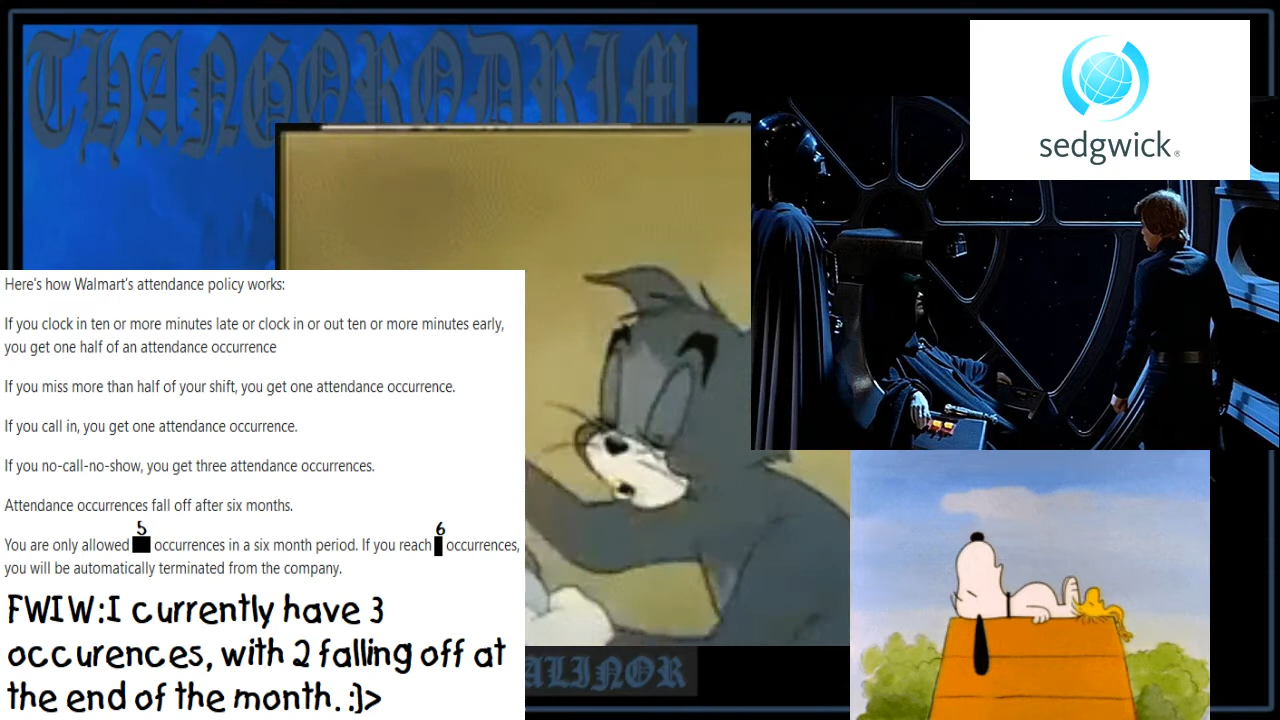 THANGORODRIM
sedgwick®
Here's how Walmart's attendance policy works:
If you clock in ten or more minutes late or clock in or out ten or more minutes early,
you get one half of an attendance occurrence
If you miss more than half of your shift, you get one attendance occurrence.
If you call in, you get one attendance occurrence.
If you no-call-no-show, you get three attendance occurrences.
Attendance occurrences fall off after six months.
You are only allowed 5 occurrences in a six month period. If you reach 6 occurrences,
you will be automatically terminated from the company.
FWIW:I currently have 3
occurences, with 2 falling off at
the end of the month. :]>
ALINOR